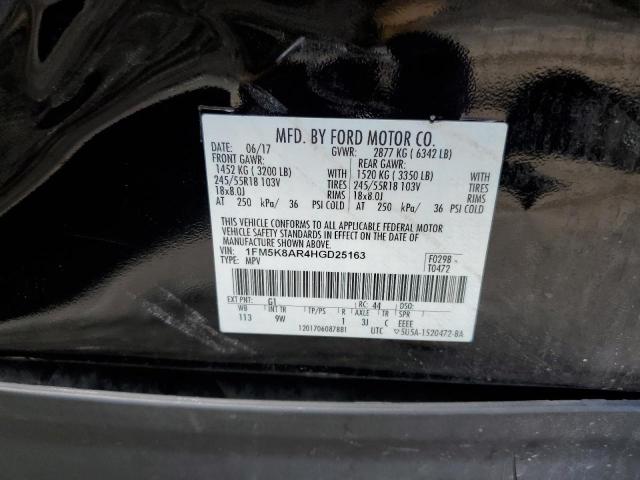 MFD. BY FORD MOTOR CO.
DATE: 06/17 GVWR: 2877 KG ( 6342 LB)
FRONT GAWR: REAR GAWR:
1452 KG ( 3200 LB) WITH 1520 KG ( 3350 LB) WITH
245/55R18 103V TIRES 245/55R18 103V TIRES
18x8.0J RIMS 18x8.0J RIMS
AT 250 kPa/ 36 PSI COLD AT 250 kPa/ 36 PSI COLD
THIS VEHICLE CONFORMS TO ALL APPLICABLE FEDERAL MOTOR
VEHICLE SAFETY STANDARDS IN EFFECT ON THE DATE OF
MANUFACTURE SHOWN ABOVE.
VIN: 1FM5K8AR4HGD25163 F0298
TYPE: MPV T0472
EXT PNT: G1 RC: 44 DSO:
WB INT TR TP/PS R AXLE TR SPR
113 9W 1 3J C EEEE
1201706087881 UTC 5U5A-1520472-BA